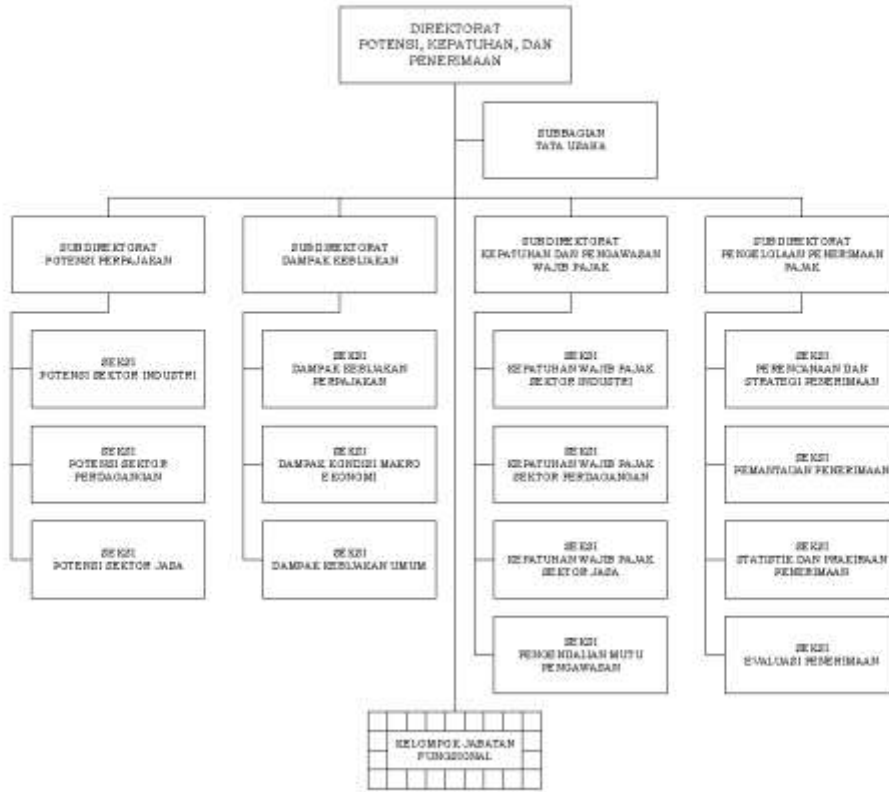 DIREKTORAT
POTENSI, KEPATUHAN, DAN
PENERIMAAN
SUBBAGIAN
TATA USAHA
SUBDIREKTORAT
POTENSI PERPAJAKAN
SUBDIREKTORAT
DAMPAK KEBIJAKAN
SUBDIREKTORAT
KEPATUHAN DAN PENGAWASAN
WAJIB PAJAK
SUBDIREKTORAT
PENGELOLAAN PENERIMAAN
PAJAK
SEKSI
POTENSI SEKTOR INDUSTRI
SEKSI
DAMPAK KEBIJAKAN
PERPAJAKAN
SEKSI
KEPATUHAN WAJIB PAJAK
SEKTOR INDUSTRI
SEKSI
PERENCANAAN DAN
STRATEGI PENERIMAAN
SEKSI
POTENSI SEKTOR
PERDAGANGAN
SEKSI
DAMPAK KONDISI MAKRO
EKONOMI
SEKSI
KEPATUHAN WAJIB PAJAK
SEKTOR PERDAGANGAN
SEKSI
PEMANTAUAN PENERIMAAN
SEKSI
POTENSI SEKTOR JASA
SEKSI
DAMPAK KEBIJAKAN UMUM
SEKSI
KEPATUHAN WAJIB PAJAK
SEKTOR JASA
SEKSI
STATISTIK DAN PRAKIRAAN
PENERIMAAN
SEKSI
PENGENDALIAN MUTU
PENGAWASAN
SEKSI
EVALUASI PENERIMAAN
KELOMPOK JABATAN
FUNGSIONAL